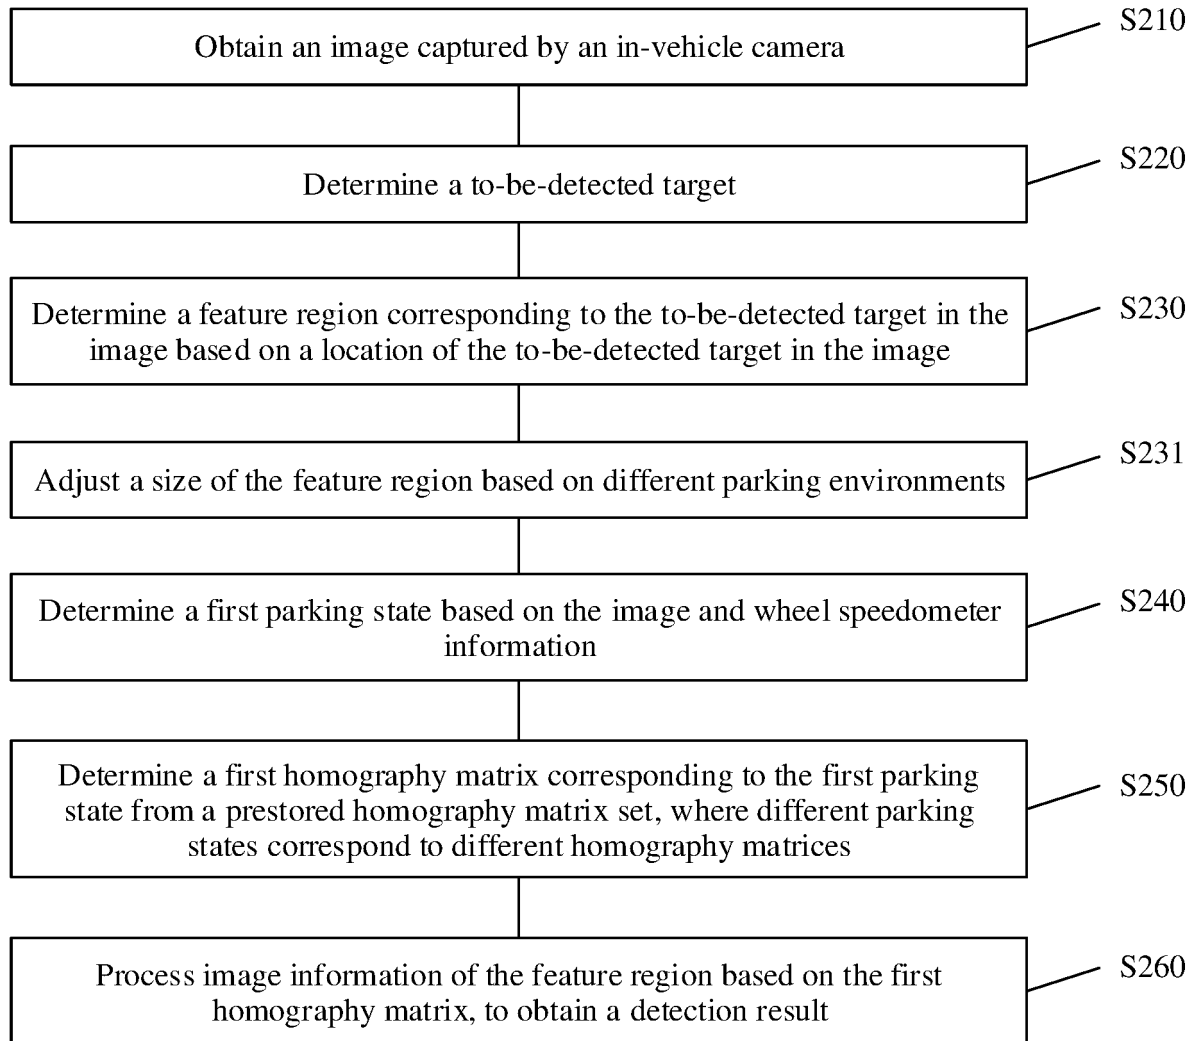 Obtain an image captured by an in-vehicle camera
S210
Determine a to-be-detected target
S220
Determine a feature region corresponding to the to-be-detected target in the
image based on a location of the to-be-detected target in the image
S230
Adjust a size of the feature region based on different parking environments
S231
Determine a first parking state based on the image and wheel speedometer
information
S240
Determine a first homography matrix corresponding to the first parking
state from a prestored homography matrix set, where different parking
states correspond to different homography matrices
S250
Process image information of the feature region based on the first
homography matrix, to obtain a detection result
S260